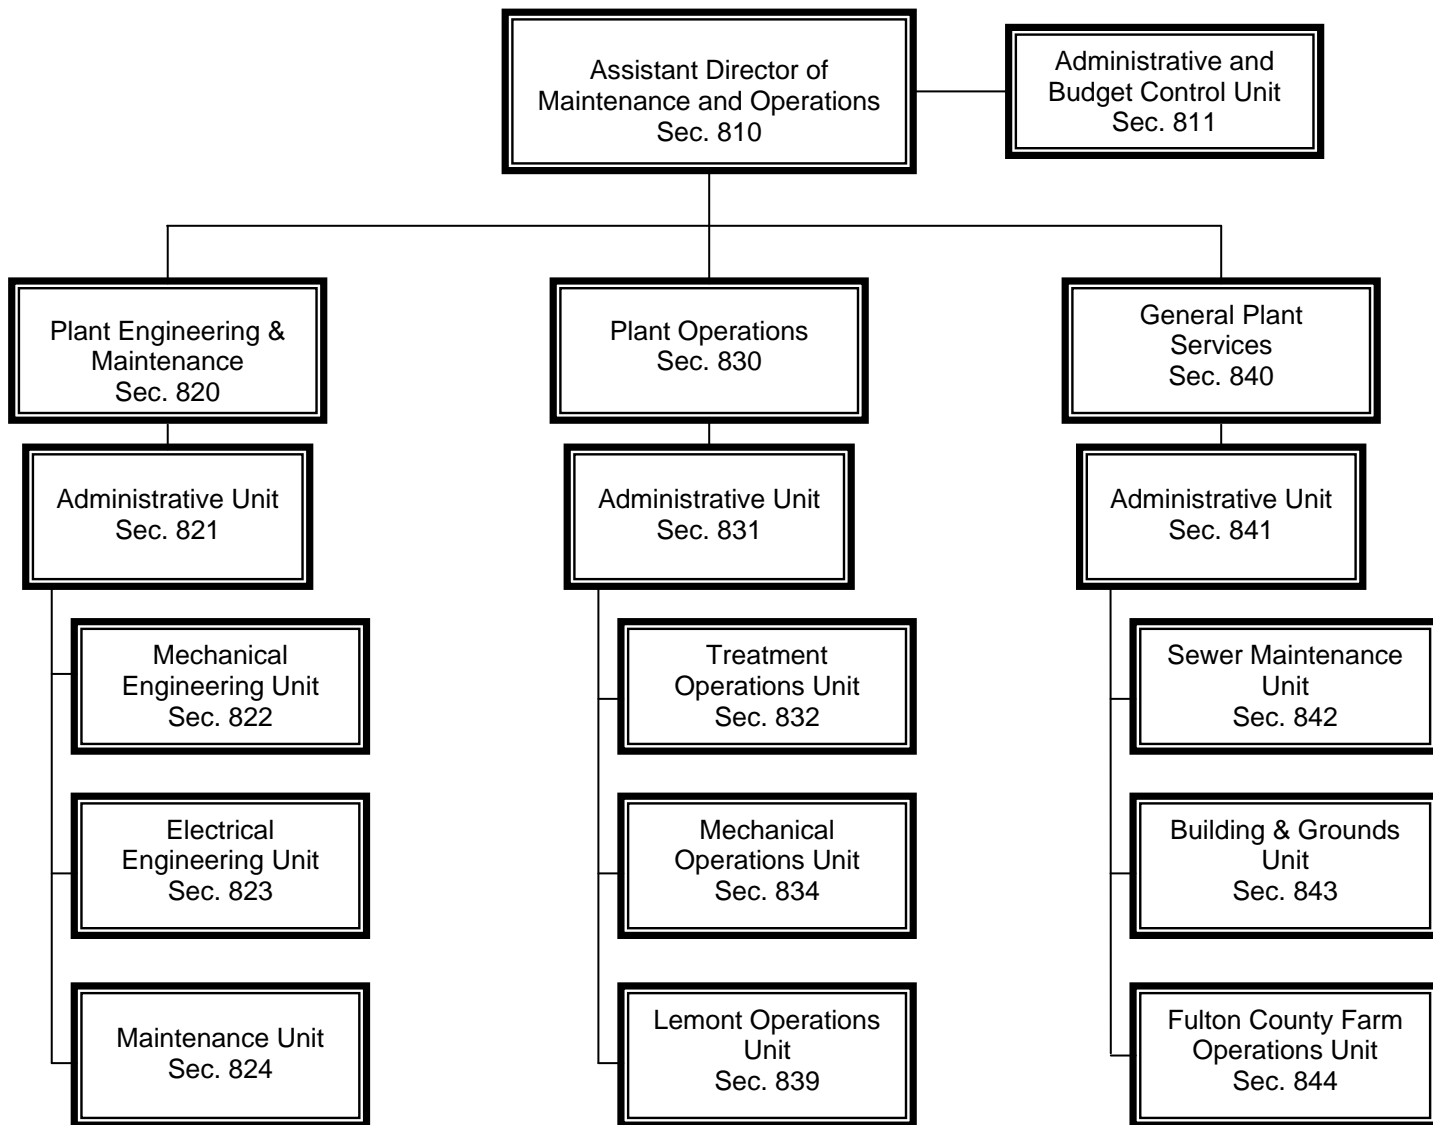 Assistant Director of
Maintenance and Operations
Sec. 810
Administrative and
Budget Control Unit
Sec. 811
Plant Engineering &
Maintenance
Sec. 820
Plant Operations
Sec. 830
General Plant
Services
Sec. 840
Administrative Unit
Sec. 821
Administrative Unit
Sec. 831
Administrative Unit
Sec. 841
Mechanical
Engineering Unit
Sec. 822
Treatment
Operations Unit
Sec. 832
Sewer Maintenance
Unit
Sec. 842
Electrical
Engineering Unit
Sec. 823
Mechanical
Operations Unit
Sec. 834
Building & Grounds
Unit
Sec. 843
Maintenance Unit
Sec. 824
Lemont Operations
Unit
Sec. 839
Fulton County Farm
Operations Unit
Sec. 844